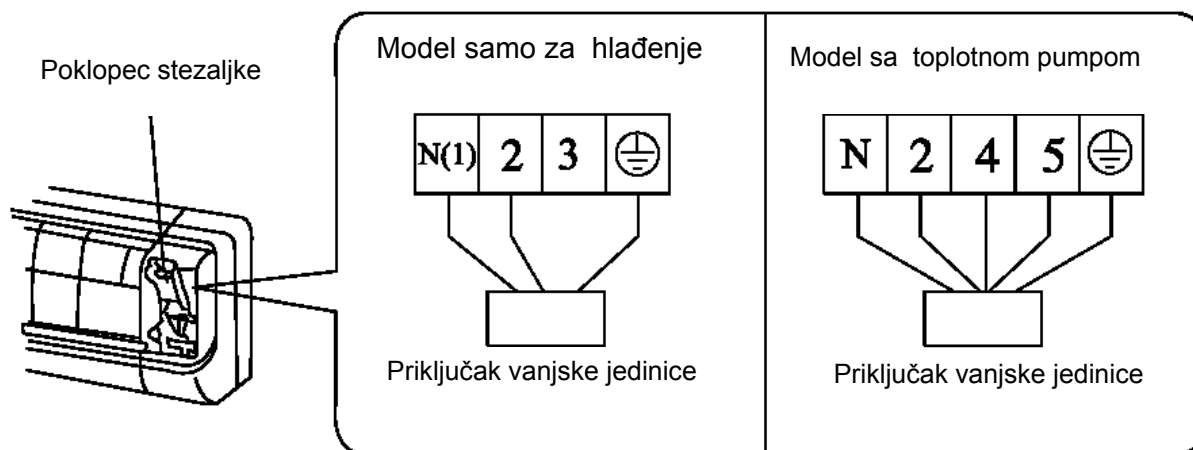 Poklopec stezaljke
Model samo za hlađenje
N(1) 2 3
Priključak vanjske jedinice
Model sa toplotnom pumpom
N 2 4 5
Priključak vanjske jedinice